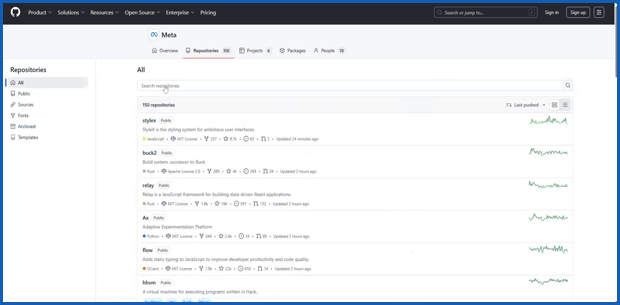 Product Solutions Resources Open Source Enterprise Pricing Search or jump to... / Sign in Sign up
Meta
Overview Repositories 150 Projects 6 Packages People
Repositories
All
Public
Sources
Forks
Archived
Templates
All
Search repositories
150 repositories Last pushed
stylex Public
StyleX is the styling system for ambitious user interfaces.
JavaScript • MIT License • Updated 24 minutes ago
buck2 Public
Build system, successor to Buck
Rust • Apache License 2.0 • Updated 2 hours ago
relay Public
Relay is a JavaScript framework for building data-driven React applications.
Rust • MIT License • Updated 2 hours ago
Ax Public
Adaptive Experimentation Platform
Python • MIT License • Updated 2 hours ago
flow Public
Adds static typing to JavaScript to improve developer productivity and code quality.
OCaml • MIT License • Updated 2 hours ago
hhvm Public
A virtual machine for executing programs written in Hack.